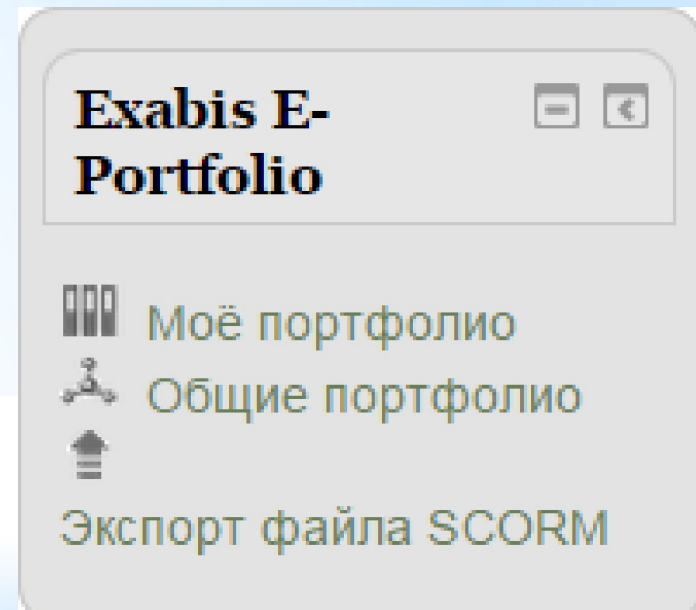 Exabis E-
Portfolio
Моё портфолио
Общие портфолио
Экспорт файла SCORM